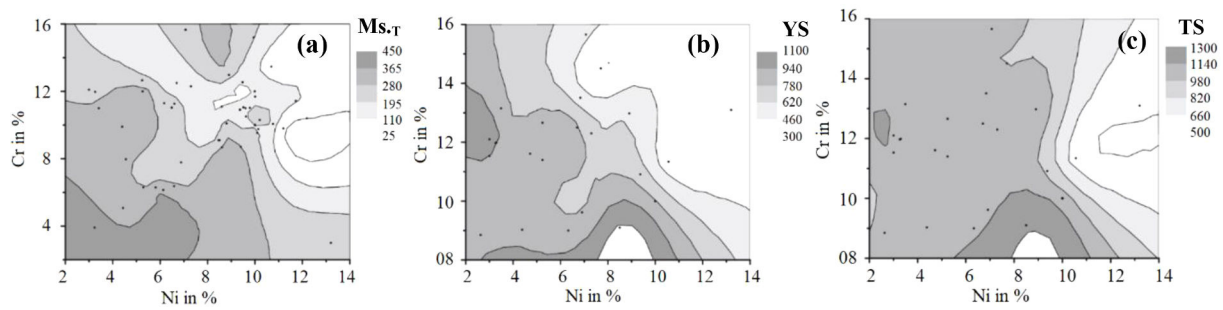 (a)
Ms.T
450
365
280
195
110
25
16
12
8
4
Cr in %
2 4 6 8 10 12 14
Ni in %
(b)
YS
1100
940
780
620
460
300
16
14
12
10
08
Cr in %
2 4 6 8 10 12 14
Ni in %
(c)
TS
1300
1140
980
820
660
500
16
14
12
10
08
Cr in %
2 4 6 8 10 12 14
Ni in %